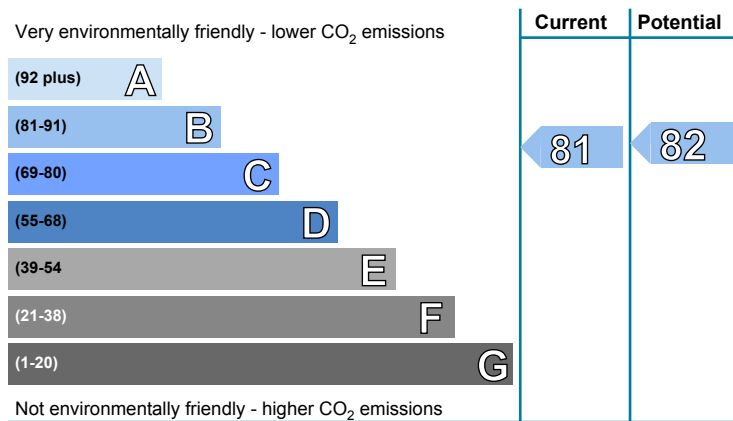 Current Potential
Very environmentally friendly - lower CO₂ emissions
(92 plus) A
(81-91) B
81 82
(69-80) C
(55-68) D
(39-54 E
(21-38) F
(1-20) G
Not environmentally friendly - higher CO₂ emissions